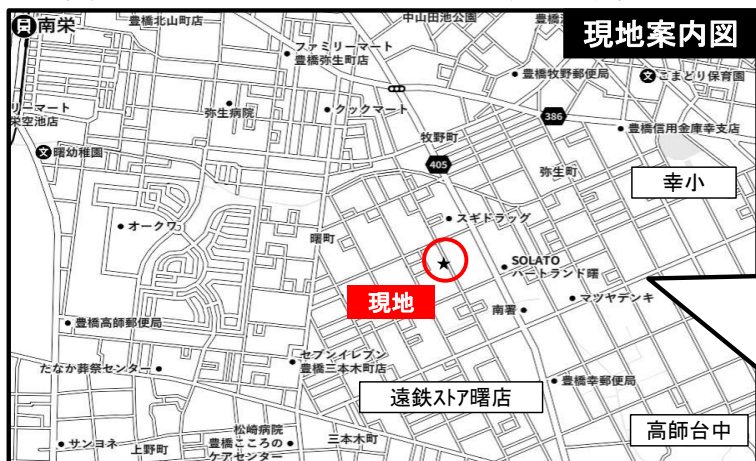 現地案内図
南栄
豊橋北山町店
中山田池公園
ファミリーマート
豊橋弥生町店
豊橋牧野郵便局
こまどり保育園
リーマート
栄空池店
弥生病院
クックマート
386
豊橋信用金庫幸支店
牧野町
曙幼稚園
405
弥生町
幸小
スギドラッグ
オークワ
曙町
SOLATO
ハートランド曙
★
現地
マツヤデンキ
南署
豊橋高師郵便局
セブンイレブン
豊橋三本木町店
たなか葬祭センター
遠鉄ストア曙店
豊橋幸郵便局
高師台中
松崎病院
豊橋こころの
ケアセンター
サンヨネ
上野町
三本木町